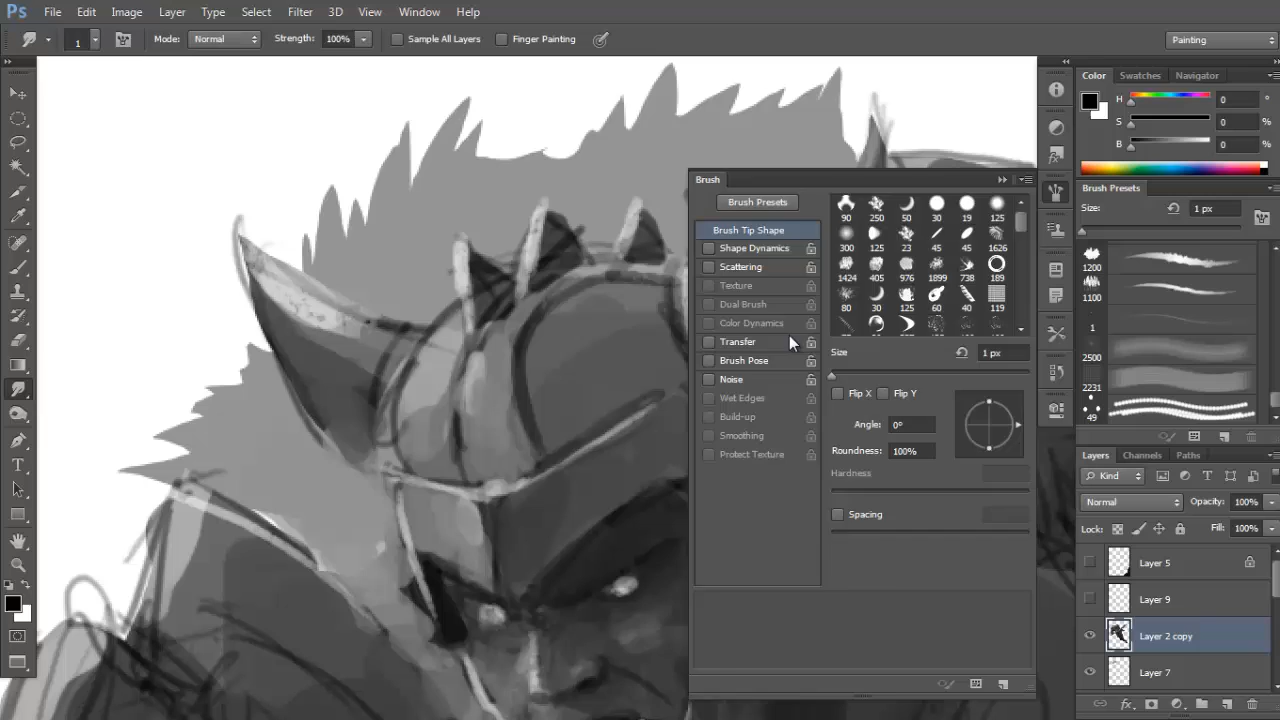 Ps File Edit Image Layer Type Select Filter 3D View Window Help
1 Mode: Normal Strength: 100% Sample All Layers Finger Painting Painting
Color Swatches Navigator
H 0 °
S 0 %
B 0 %
Brush
Brush Presets
Brush Tip Shape
Shape Dynamics
Scattering
Texture
Dual Brush
Color Dynamics
Transfer
Brush Pose
Noise
Wet Edges
Build-up
Smoothing
Protect Texture
90 250 50 30 19 125
300 125 23 45 45 1626
1424 405 976 1899 738 189
80 30 125 60 40 119
Size 1 px
Flip X Flip Y
Angle: 0°
Roundness: 100%
Hardness
Spacing
Brush Presets
Size: 1 px
1200
1100
1
2500
2231
49
Layers Channels Paths
Kind
Normal Opacity: 100%
Lock: Fill: 100%
Layer 5
Layer 9
Layer 2 copy
Layer 7
T